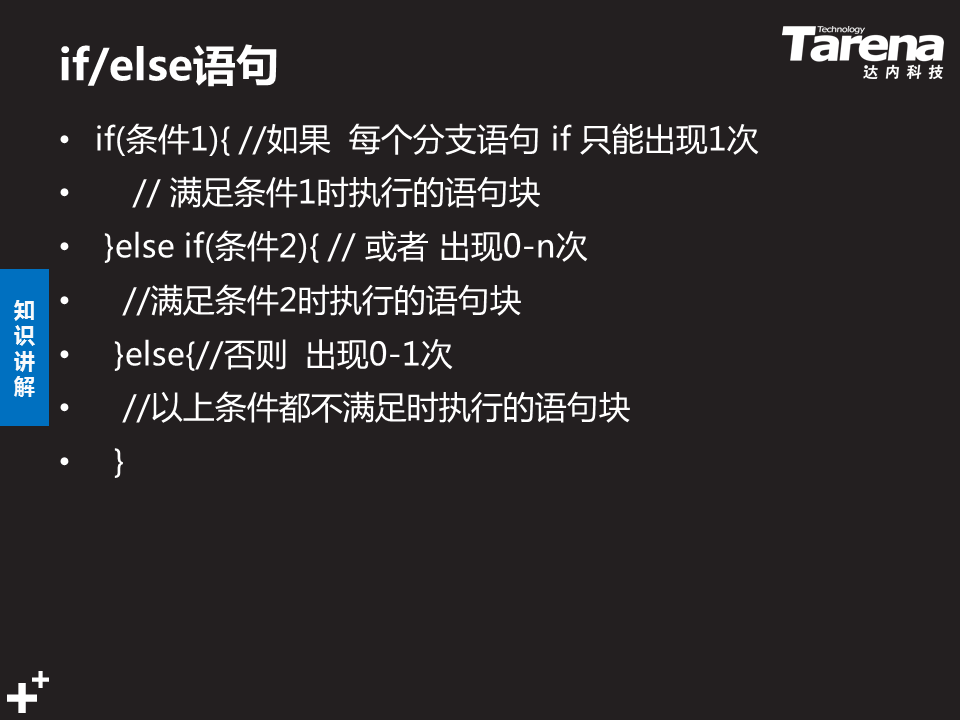 if/else语句
Technology
Tarena
达内科技
• if(条件1){ //如果 每个分支语句 if 只能出现1次
• // 满足条件1时执行的语句块
• }else if(条件2){ // 或者 出现0-n次
• //满足条件2时执行的语句块
• }else{//否则 出现0-1次
• //以上条件都不满足时执行的语句块
• }
知识讲解